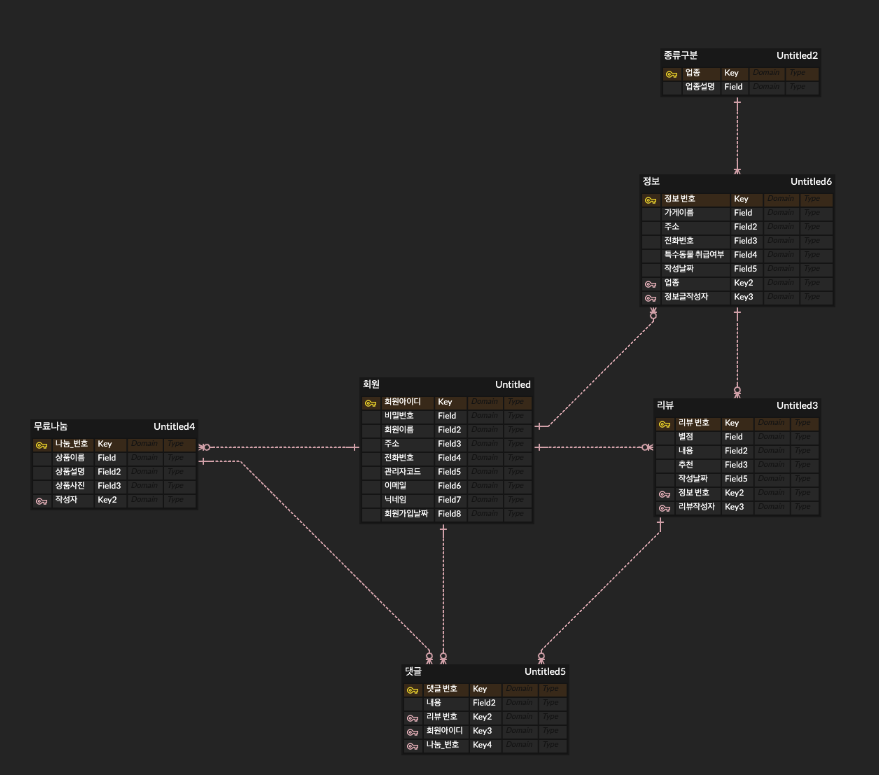 종류구분 Untitled2
업종 Key Domain Type
업종설명 Field Domain Type
정보 Untitled6
정보 번호 Key Domain Type
가게이름 Field Domain Type
주소 Field2 Domain Type
전화번호 Field3 Domain Type
특수동물 취급여부 Field4 Domain Type
작성날짜 Field5 Domain Type
업종 Key2 Domain Type
정보글작성자 Key3 Domain Type
회원 Untitled
회원아이디 Key Domain Type
비밀번호 Field Domain Type
회원이름 Field2 Domain Type
주소 Field3 Domain Type
전화번호 Field4 Domain Type
관리자코드 Field5 Domain Type
이메일 Field6 Domain Type
닉네임 Field7 Domain Type
회원가입날짜 Field8 Domain Type
리뷰 Untitled3
리뷰 번호 Key Domain Type
별점 Field Domain Type
내용 Field2 Domain Type
추천 Field3 Domain Type
작성날짜 Field5 Domain Type
정보 번호 Key2 Domain Type
리뷰작성자 Key3 Domain Type
무료나눔 Untitled4
나눔_번호 Key Domain Type
상품이름 Field Domain Type
상품설명 Field2 Domain Type
상품사진 Field3 Domain Type
작성자 Key2 Domain Type
댓글 Untitled5
댓글 번호 Key Domain Type
내용 Field2 Domain Type
리뷰 번호 Key2 Domain Type
회원아이디 Key3 Domain Type
나눔_번호 Key4 Domain Type